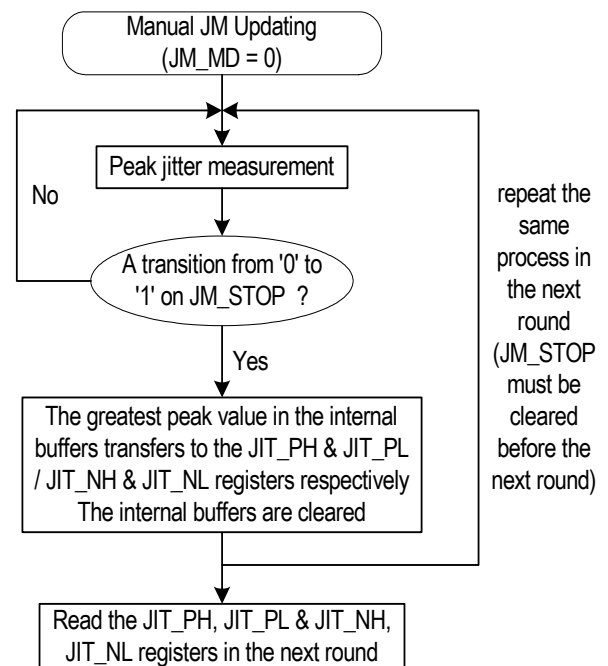 Manual JM Updating
(JM_MD = 0)
Peak jitter measurement
No
A transition from '0' to
'1' on JM_STOP ?
Yes
The greatest peak value in the internal
buffers transfers to the JIT_PH & JIT_PL
/ JIT_NH & JIT_NL registers respectively
The internal buffers are cleared
repeat the
same
process in
the next
round
(JM_STOP
must be
cleared
before the
next round)
Read the JIT_PH, JIT_PL & JIT_NH,
JIT_NL registers in the next round